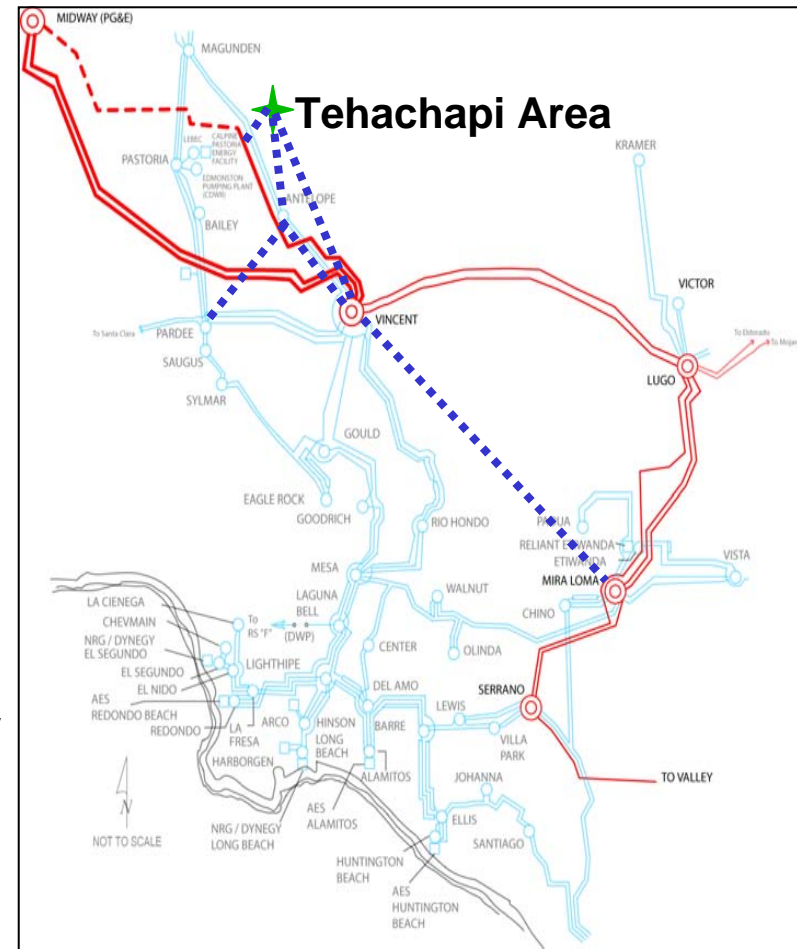 MIDWAY (PG&E)
MAGUNDEN
Tehachapi Area
LEBEC
CALPINE
PASTORIA
ENERGY
FACILITY
PASTORIA
EDMONSTON
PUMPING PLANT
(CDWR)
KRAMER
ANTELOPE
BAILEY
VICTOR
VINCENT
To Santa Clara
PARDEE
To Eldorado
To Mojav
SAUGUS
LUGO
SYLMAR
GOULD
EAGLE ROCK
GOODRICH
RIO HONDO
PADUA
RELIANT ETIWANDA
ETIWANDA
VISTA
MESA
MIRA LOMA
WALNUT
LA CIENEGA
LAGUNA
BELL
CHINO
CHEVMAIN
To
RS "F"
(DWP)
NRG / DYNEGY
EL SEGUNDO
CENTER
OLINDA
LIGHTHIPE
EL SEGUNDO
EL NIDO
DEL AMO
SERRANO
AES
REDONDO BEACH
LEWIS
REDONDO
LA
FRESA
ARCO
HINSON
LONG
BEACH
BARRE
VILLA
PARK
HARBORGEN
ALAMITOS
JOHANNA
TO VALLEY
N
NOT TO SCALE
AES
ALAMITOS
ELLIS
NRG / DYNEGY
LONG BEACH
SANTIAGO
HUNTINGTON
BEACH
AES
HUNTINGTON
BEACH